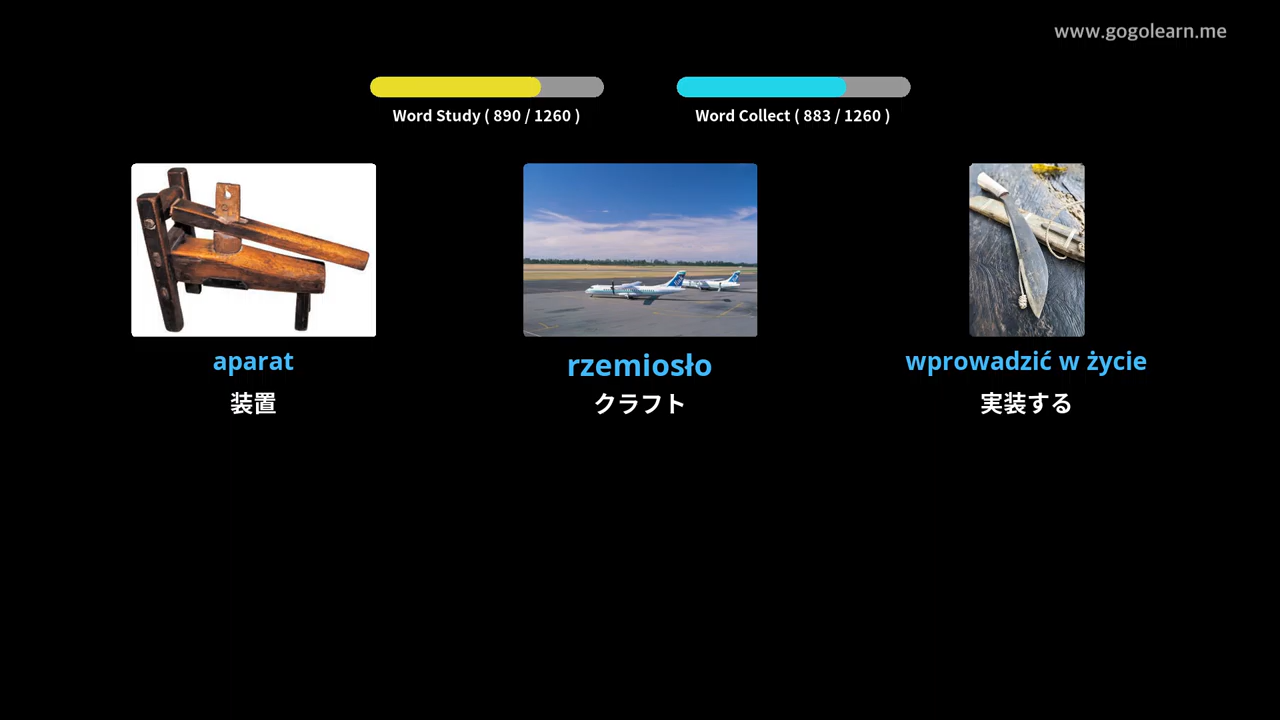 www.gogolearn.me
Word Study ( 890 / 1260 )
Word Collect ( 883 / 1260 )
aparat
rzemiosło
wprowadzić w życie
装置
クラフト
実装する